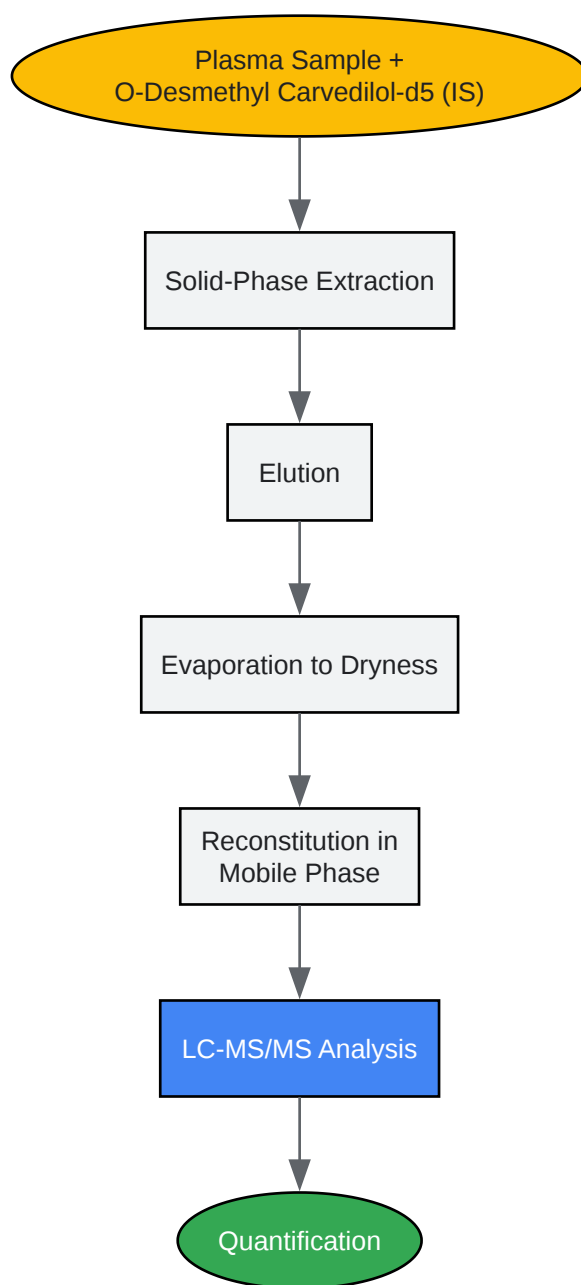 Plasma Sample +
O-Desmethyl Carvedilol-d5 (IS)
Solid-Phase Extraction
Elution
Evaporation to Dryness
Reconstitution in
Mobile Phase
LC-MS/MS Analysis
Quantification